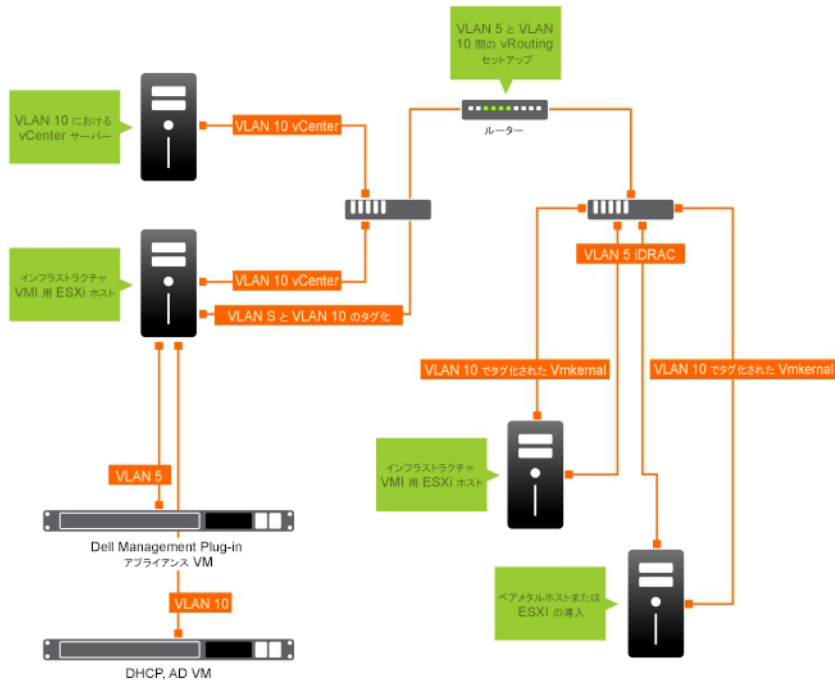 VLAN 5 と VLAN
10 間の vRouting
セットアップ
ルーター
VLAN 10 における
vCenter サーバー
VLAN 10 vCenter
インフラストラクチャ
VMI 用 ESXi ホスト
VLAN 10 vCenter
VLAN S と VLAN 10 のタグ化
VLAN 5 iDRAC
VLAN 10 でタグ化された Vmkernal
VLAN 10 でタグ化された Vmkernal
インフラストラクチャ
VMI 用 ESXi ホスト
VLAN 5
Dell Management Plug-in
アプライアンス VM
VLAN 10
DHCP, AD VM
ベアメタルホストまたは
ESXI の導入